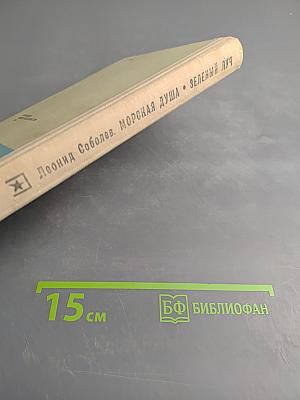 Леонид Соболев. МОРСКАЯ ДУША • ЗЕЛЕНЫЙ ЛУЧ
15 см
БФ БИБЛИОФАН